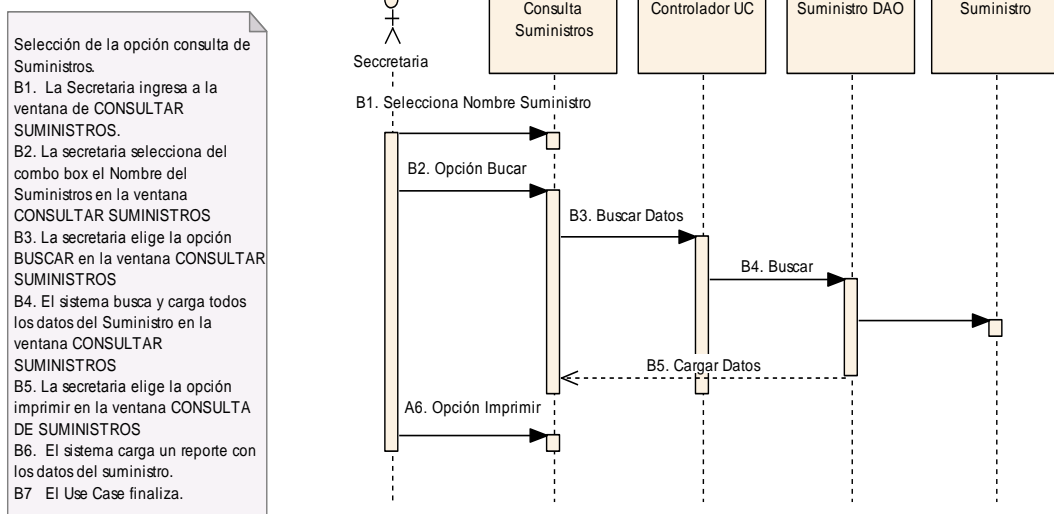 Selección de la opción consulta de
Suministros.
B1. La Secretaria ingresa a la
ventana de CONSULTAR
SUMINISTROS.
B2. La secretaria selecciona del
combo box el Nombre del
Suministros en la ventana
CONSULTAR SUMINISTROS
B3. La secretaria elige la opción
BUSCAR en la ventana CONSULTAR
SUMINISTROS
B4. El sistema busca y carga todos
los datos del Suministro en la
ventana CONSULTAR
SUMINISTROS
B5. La secretaria elige la opción
imprimir en la ventana CONSULTA
DE SUMINISTROS
B6. El sistema carga un reporte con
los datos del suministro.
B7 El Use Case finaliza.
Seccretaria
Consulta
Suministros
Controlador UC
Suministro DAO
Suministro
B1. Selecciona Nombre Suministro
B2. Opción Bucar
B3. Buscar Datos
B4. Buscar
B5. Cargar Datos
A6. Opción Imprimir